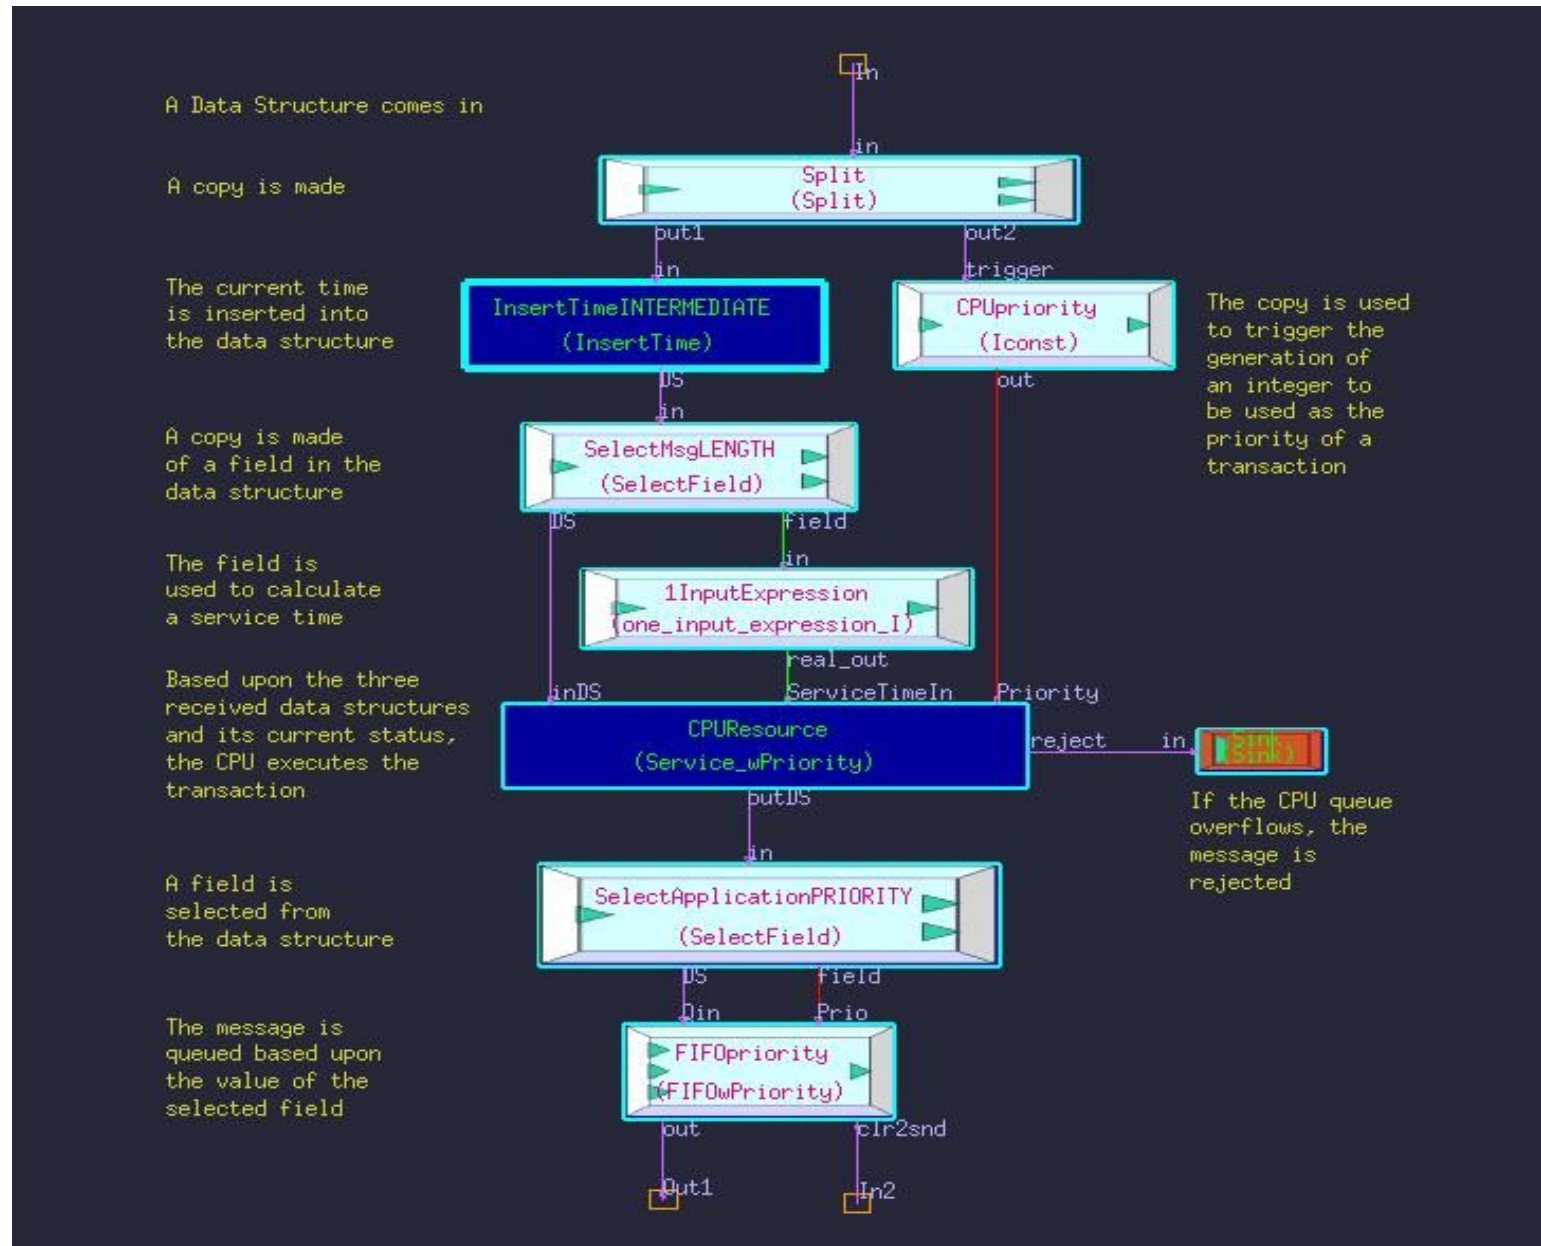 In
A Data Structure comes in
in
A copy is made
Split
(Split)
out1
out2
in
trigger
The current time
is inserted into
the data structure
InsertTimeINTERMEDIATE
(InsertTime)
CPUpriority
(Iconst)
The copy is used
to trigger the
generation of
an integer to
be used as the
priority of a
transaction
DS
out
in
A copy is made
of a field in the
data structure
SelectMsgLENGTH
(SelectField)
DS
field
in
The field is
used to calculate
a service time
1InputExpression
(one_input_expression_I)
real_out
Based upon the three
received data structures
and its current status,
the CPU executes the
transaction
inDS
ServiceTimeIn
Priority
CPUResource
(Service_wPriority)
reject
in
Sink
(Sink)
If the CPU queue
overflows, the
message is
rejected
outDS
in
A field is
selected from
the data structure
SelectApplicationPRIORITY
(SelectField)
DS
field
Qin
Prio
The message is
queued based upon
the value of the
selected field
FIFOpriority
(FIFOwPriority)
out
clr2snd
Out1
In2